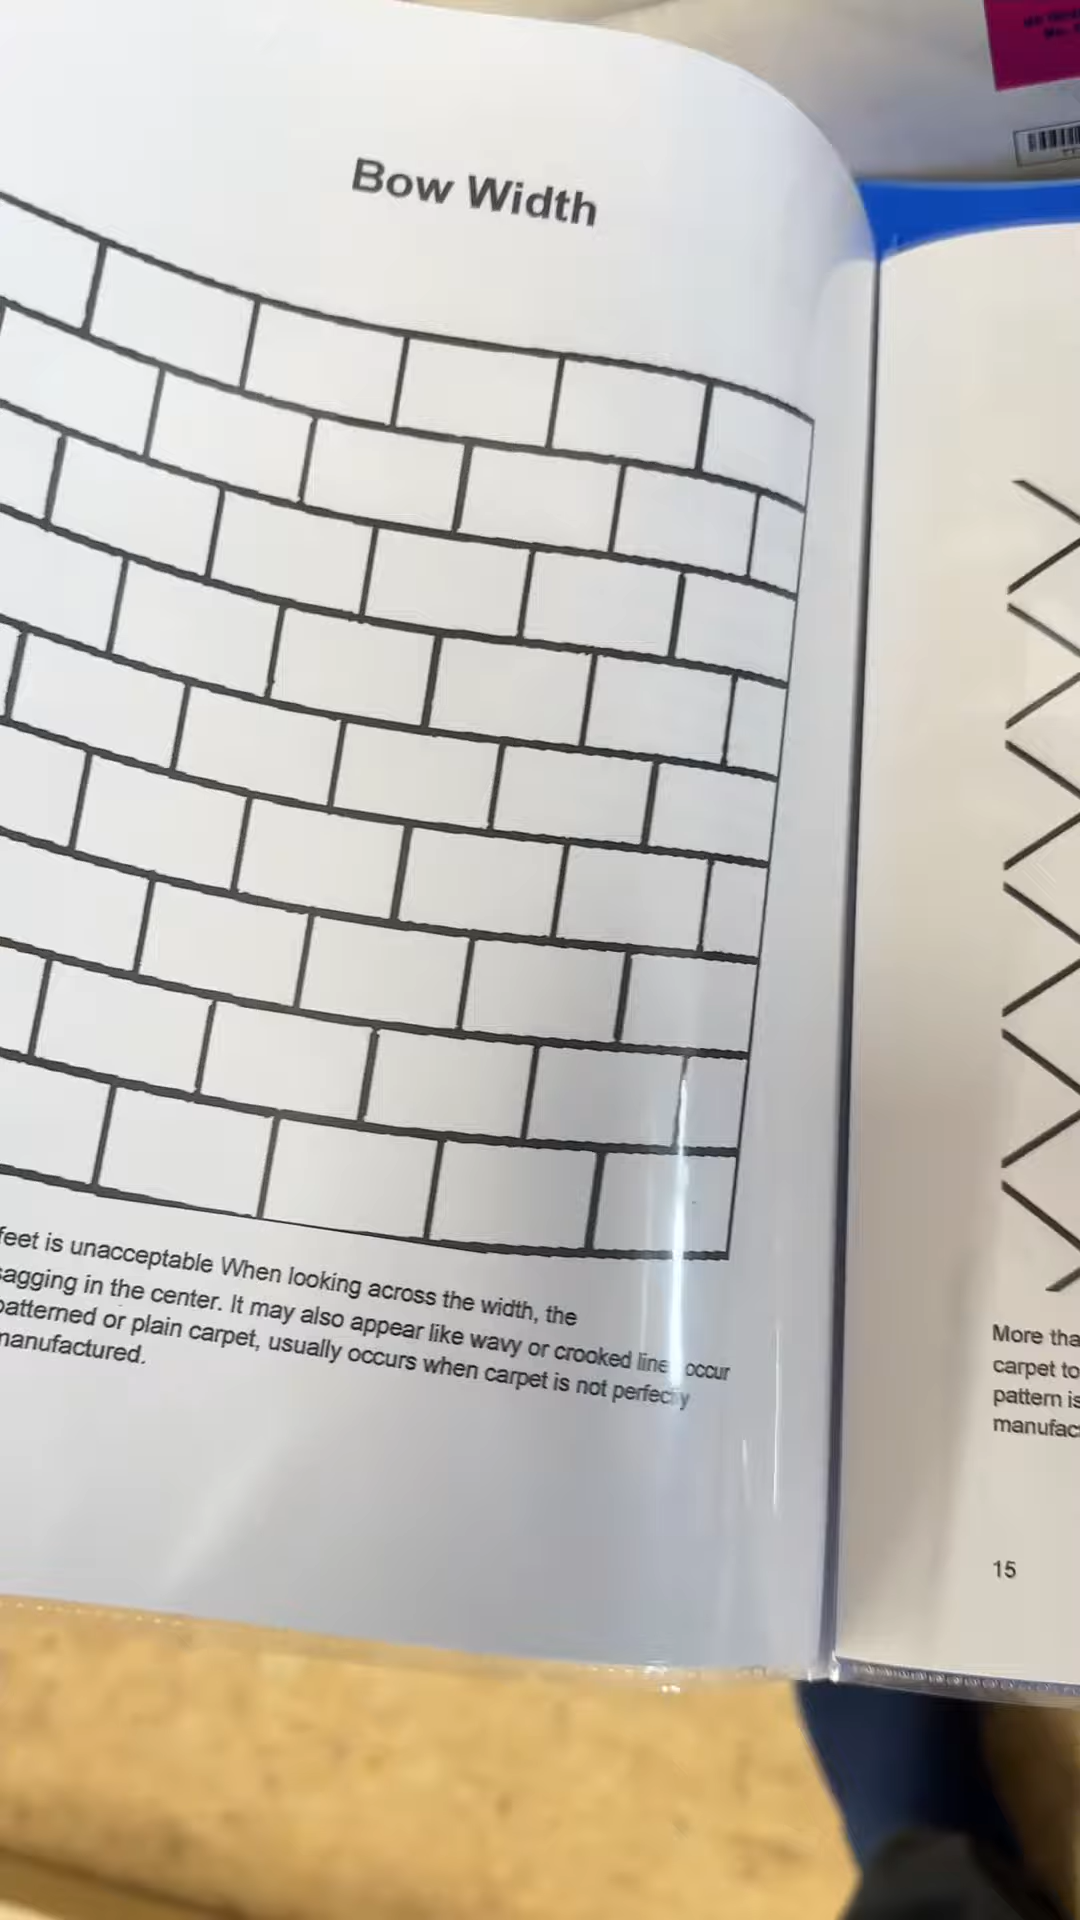 Bow Width
feet is unacceptable When looking across the width, the
sagging in the center. It may also appear like wavy or crooked line occur
patterned or plain carpet, usually occurs when carpet is not perfectly
manufactured.
More tha
carpet to
pattern is
manufac
15